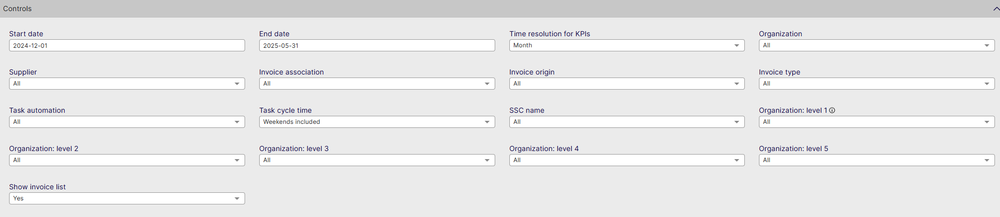 Controls
Start date End date Time resolution for KPIs Organization
2024-12-01 2025-05-31 Month All
Supplier Invoice association Invoice origin Invoice type
All All All All
Task automation Task cycle time SSC name Organization: level 1
All Weekends included All All
Organization: level 2 Organization: level 3 Organization: level 4 Organization: level 5
All All All All
Show invoice list
Yes